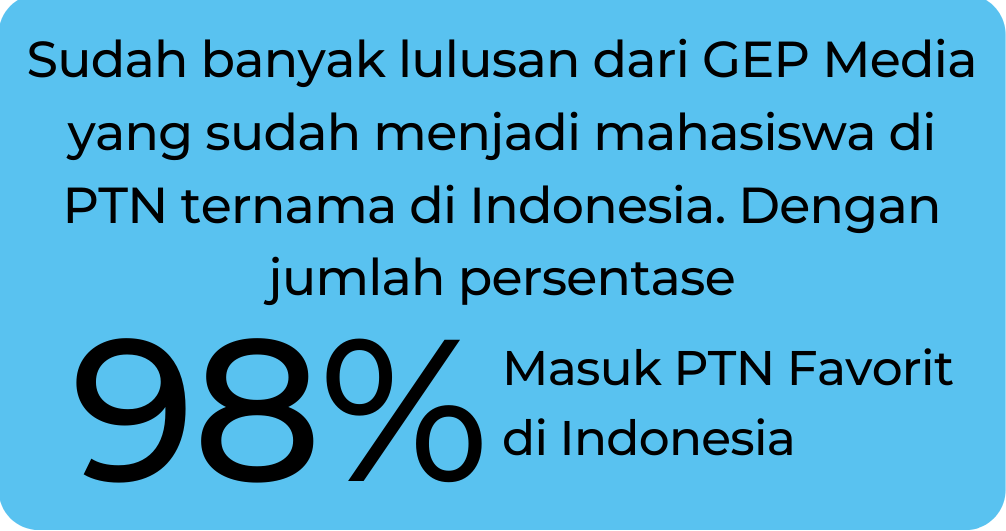 Sudah banyak lulusan dari GEP Media
yang sudah menjadi mahasiswa di
PTN ternama di Indonesia. Dengan
jumlah persentase
98%
Masuk PTN Favorit
di Indonesia